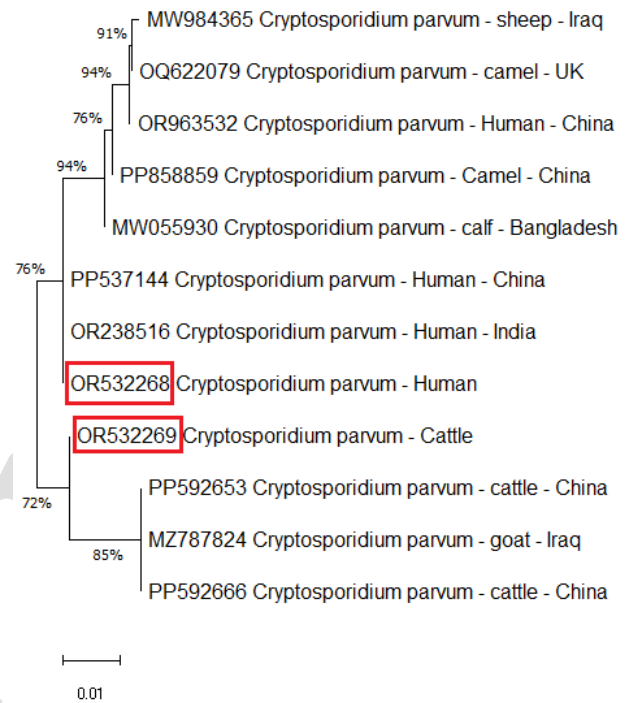 91%
MW984365 Cryptosporidium parvum - sheep - Iraq
94%
OQ622079 Cryptosporidium parvum - camel - UK
76%
OR963532 Cryptosporidium parvum - Human - China
94%
PP858859 Cryptosporidium parvum - Camel - China
MW055930 Cryptosporidium parvum - calf - Bangladesh
76%
PP537144 Cryptosporidium parvum - Human - China
OR238516 Cryptosporidium parvum - Human - India
OR532268 Cryptosporidium parvum - Human
OR532269 Cryptosporidium parvum - Cattle
PP592653 Cryptosporidium parvum - cattle - China
72%
MZ787824 Cryptosporidium parvum - goat - Iraq
85%
PP592666 Cryptosporidium parvum - cattle - China
0.01